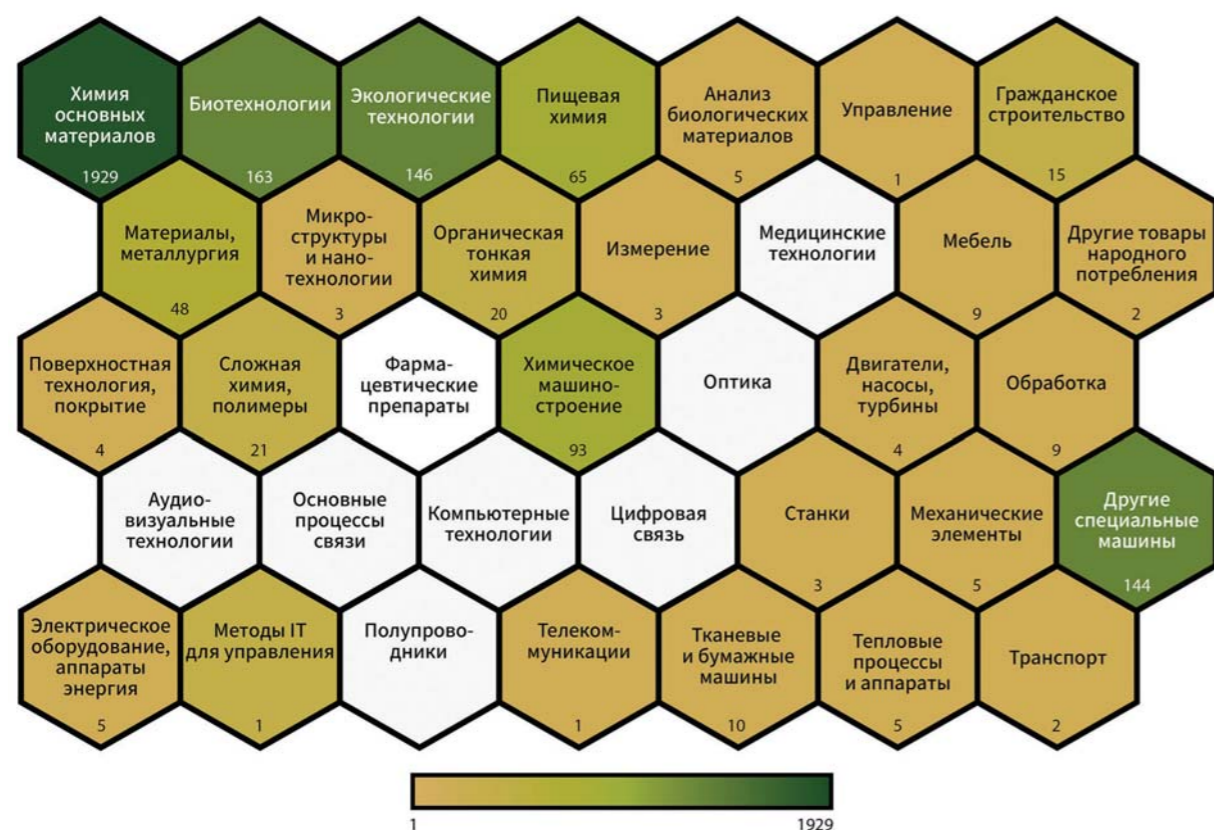 Химия
основных
материалов
1929
Биотехнологии
163
Экологические
технологии
146
Пищевая
химия
65
Анализ
биологических
материалов
5
Управление
1
Гражданское
строительство
15
Материалы,
металлургия
48
Микро-
структуры
и нано-
технологии
3
Органическая
тонкая
химия
20
Измерение
3
Медицинские
технологии
Мебель
9
Другие товары
народного
потребления
2
Поверхностная
технология,
покрытие
4
Сложная
химия,
полимеры
21
Фарма-
цевтические
препараты
Химическое
машино-
строение
93
Оптика
Двигатели,
насосы,
турбины
4
Обработка
9
Аудио-
визуальные
технологии
Основные
процессы
связи
Компьютерные
технологии
Цифровая
связь
Станки
3
Механические
элементы
5
Другие
специальные
машины
144
Электрическое
оборудование,
аппараты
энергия
5
Методы IT
для управления
1
Полупрово-
дники
Телеком-
муникации
1
Тканевые
и бумажные
машины
10
Тепловые
процессы
и аппараты
5
Транспорт
2
1
1929